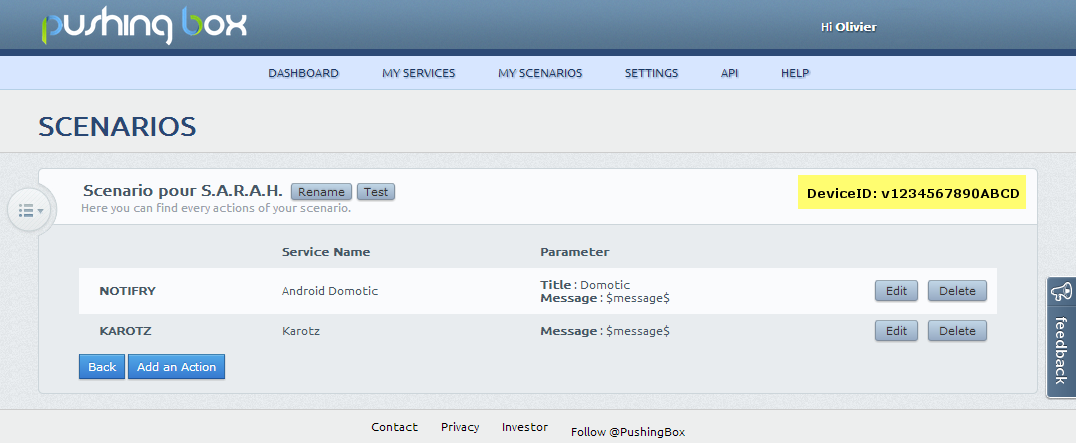 pushing box
Hi Olivier
DASHBOARD MY SERVICES MY SCENARIOS SETTINGS API HELP
SCENARIOS
Scenario pour S.A.R.A.H. Rename Test
DeviceID: v1234567890ABCD
Here you can find every actions of your scenario.
Service Name Parameter
NOTIFRY Android Domotic Title : Domotic
Message : $message$ Edit Delete
KAROTZ Karotz Message : $message$ Edit Delete
Back Add an Action
feedback
Contact Privacy Investor Follow @PushingBox